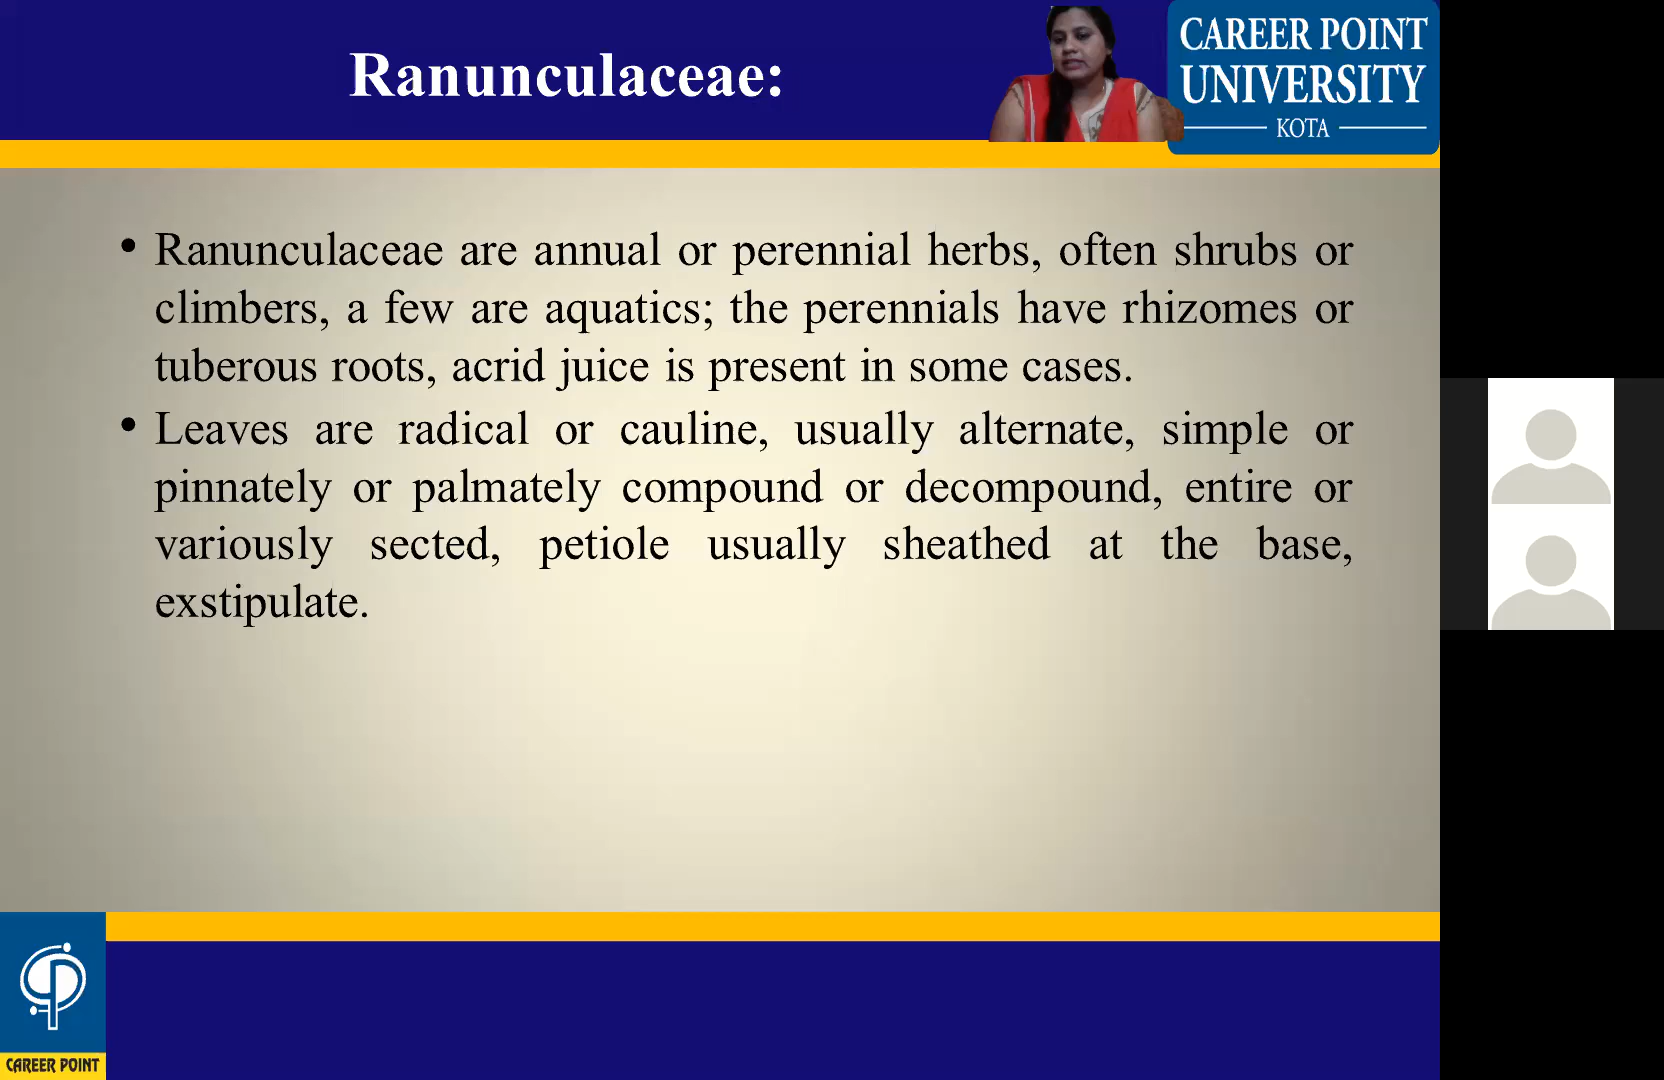 Ranunculaceae:
CAREER POINT
UNIVERSITY
KOTA
• Ranunculaceae are annual or perennial herbs, often shrubs or
climbers, a few are aquatics; the perennials have rhizomes or
tuberous roots, acrid juice is present in some cases.
• Leaves are radical or cauline, usually alternate, simple or
pinnately or palmately compound or decompound, entire or
variously sected, petiole usually sheathed at the base,
exstipulate.
CAREER POINT